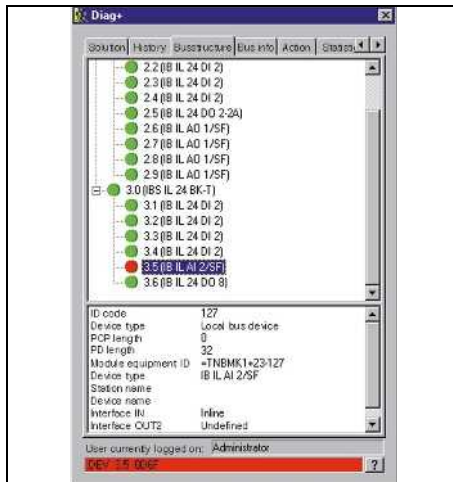 Diag+
Solution History Busstructure Bus info Action Statisti
2.2 (IB IL 24 DI 2)
2.3 (IB IL 24 DI 2)
2.4 (IB IL 24 DI 2)
2.5 (IB IL 24 DO 2-2A)
2.6 (IB IL AO 1/SF)
2.7 (IB IL AO 1/SF)
2.8 (IB IL AO 1/SF)
2.9 (IB IL AO 1/SF)
3.0 (IBS IL 24 BK-T)
3.1 (IB IL 24 DI 2)
3.2 (IB IL 24 DI 2)
3.3 (IB IL 24 DI 2)
3.4 (IB IL 24 DI 2)
3.5 (IB IL AI 2/SF)
3.6 (IB IL 24 DO 8)
ID code 127
Device type Local bus device
PCP length 0
PD length 32
Module equipment ID =TNBMK1+23-127
Device type IB IL AI 2/SF
Station name
Device name
Interface IN Inline
Interface OUT2 Undefined
User currently logged on: Administrator
DEV 3.5 0D6F
?